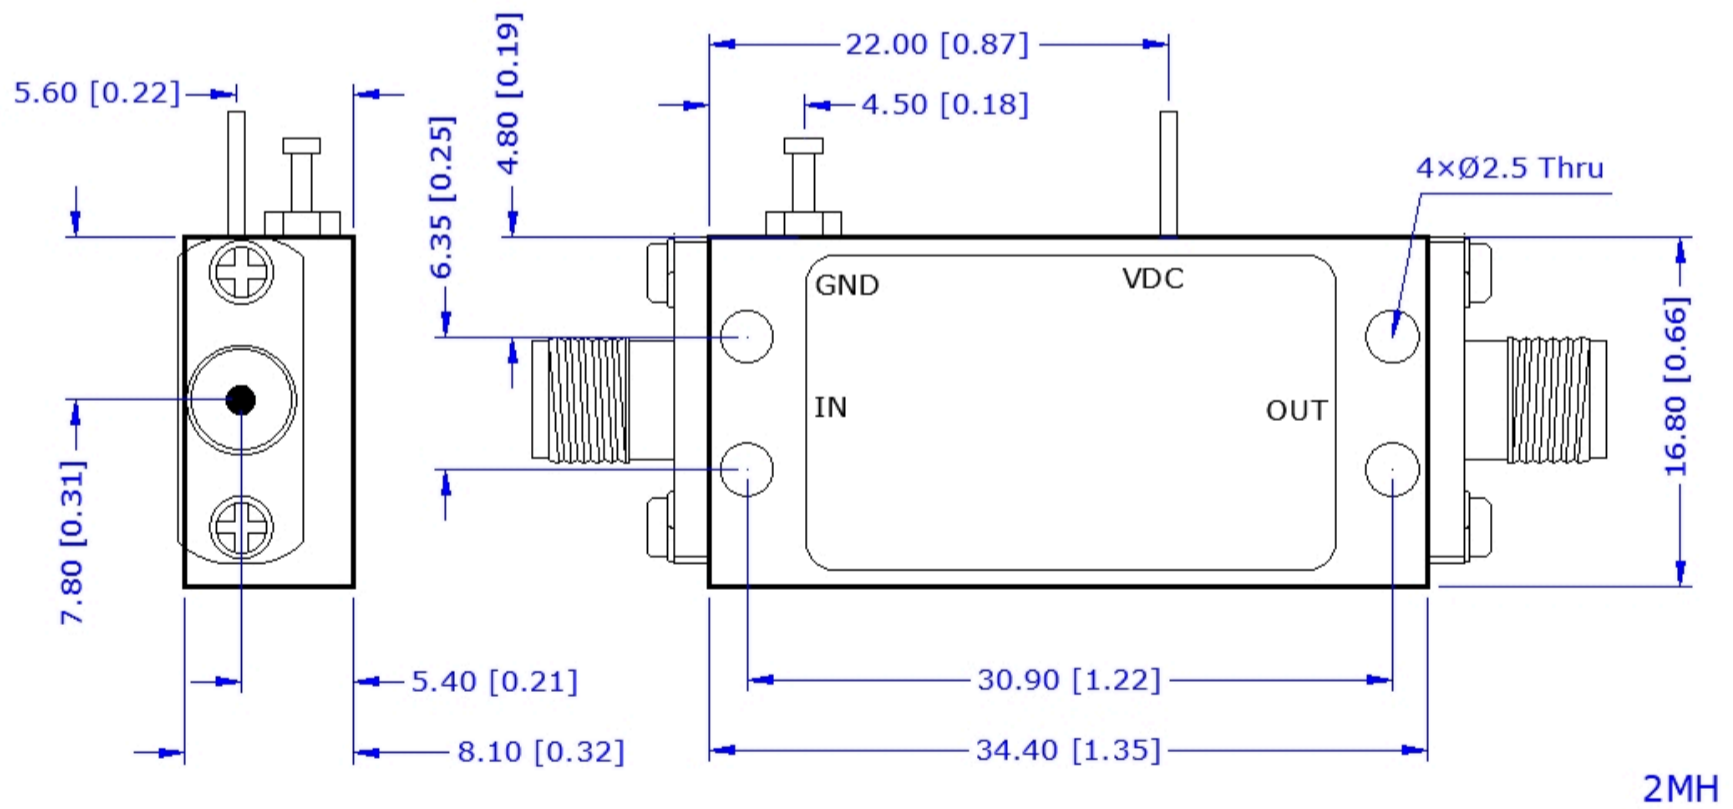 22.00 [0.87]
5.60 [0.22]
4.50 [0.18]
4.80 [0.19]
6.35 [0.25]
4×Ø2.5 Thru
GND
VDC
IN
OUT
16.80 [0.66]
7.80 [0.31]
5.40 [0.21]
30.90 [1.22]
8.10 [0.32]
34.40 [1.35]
2MH